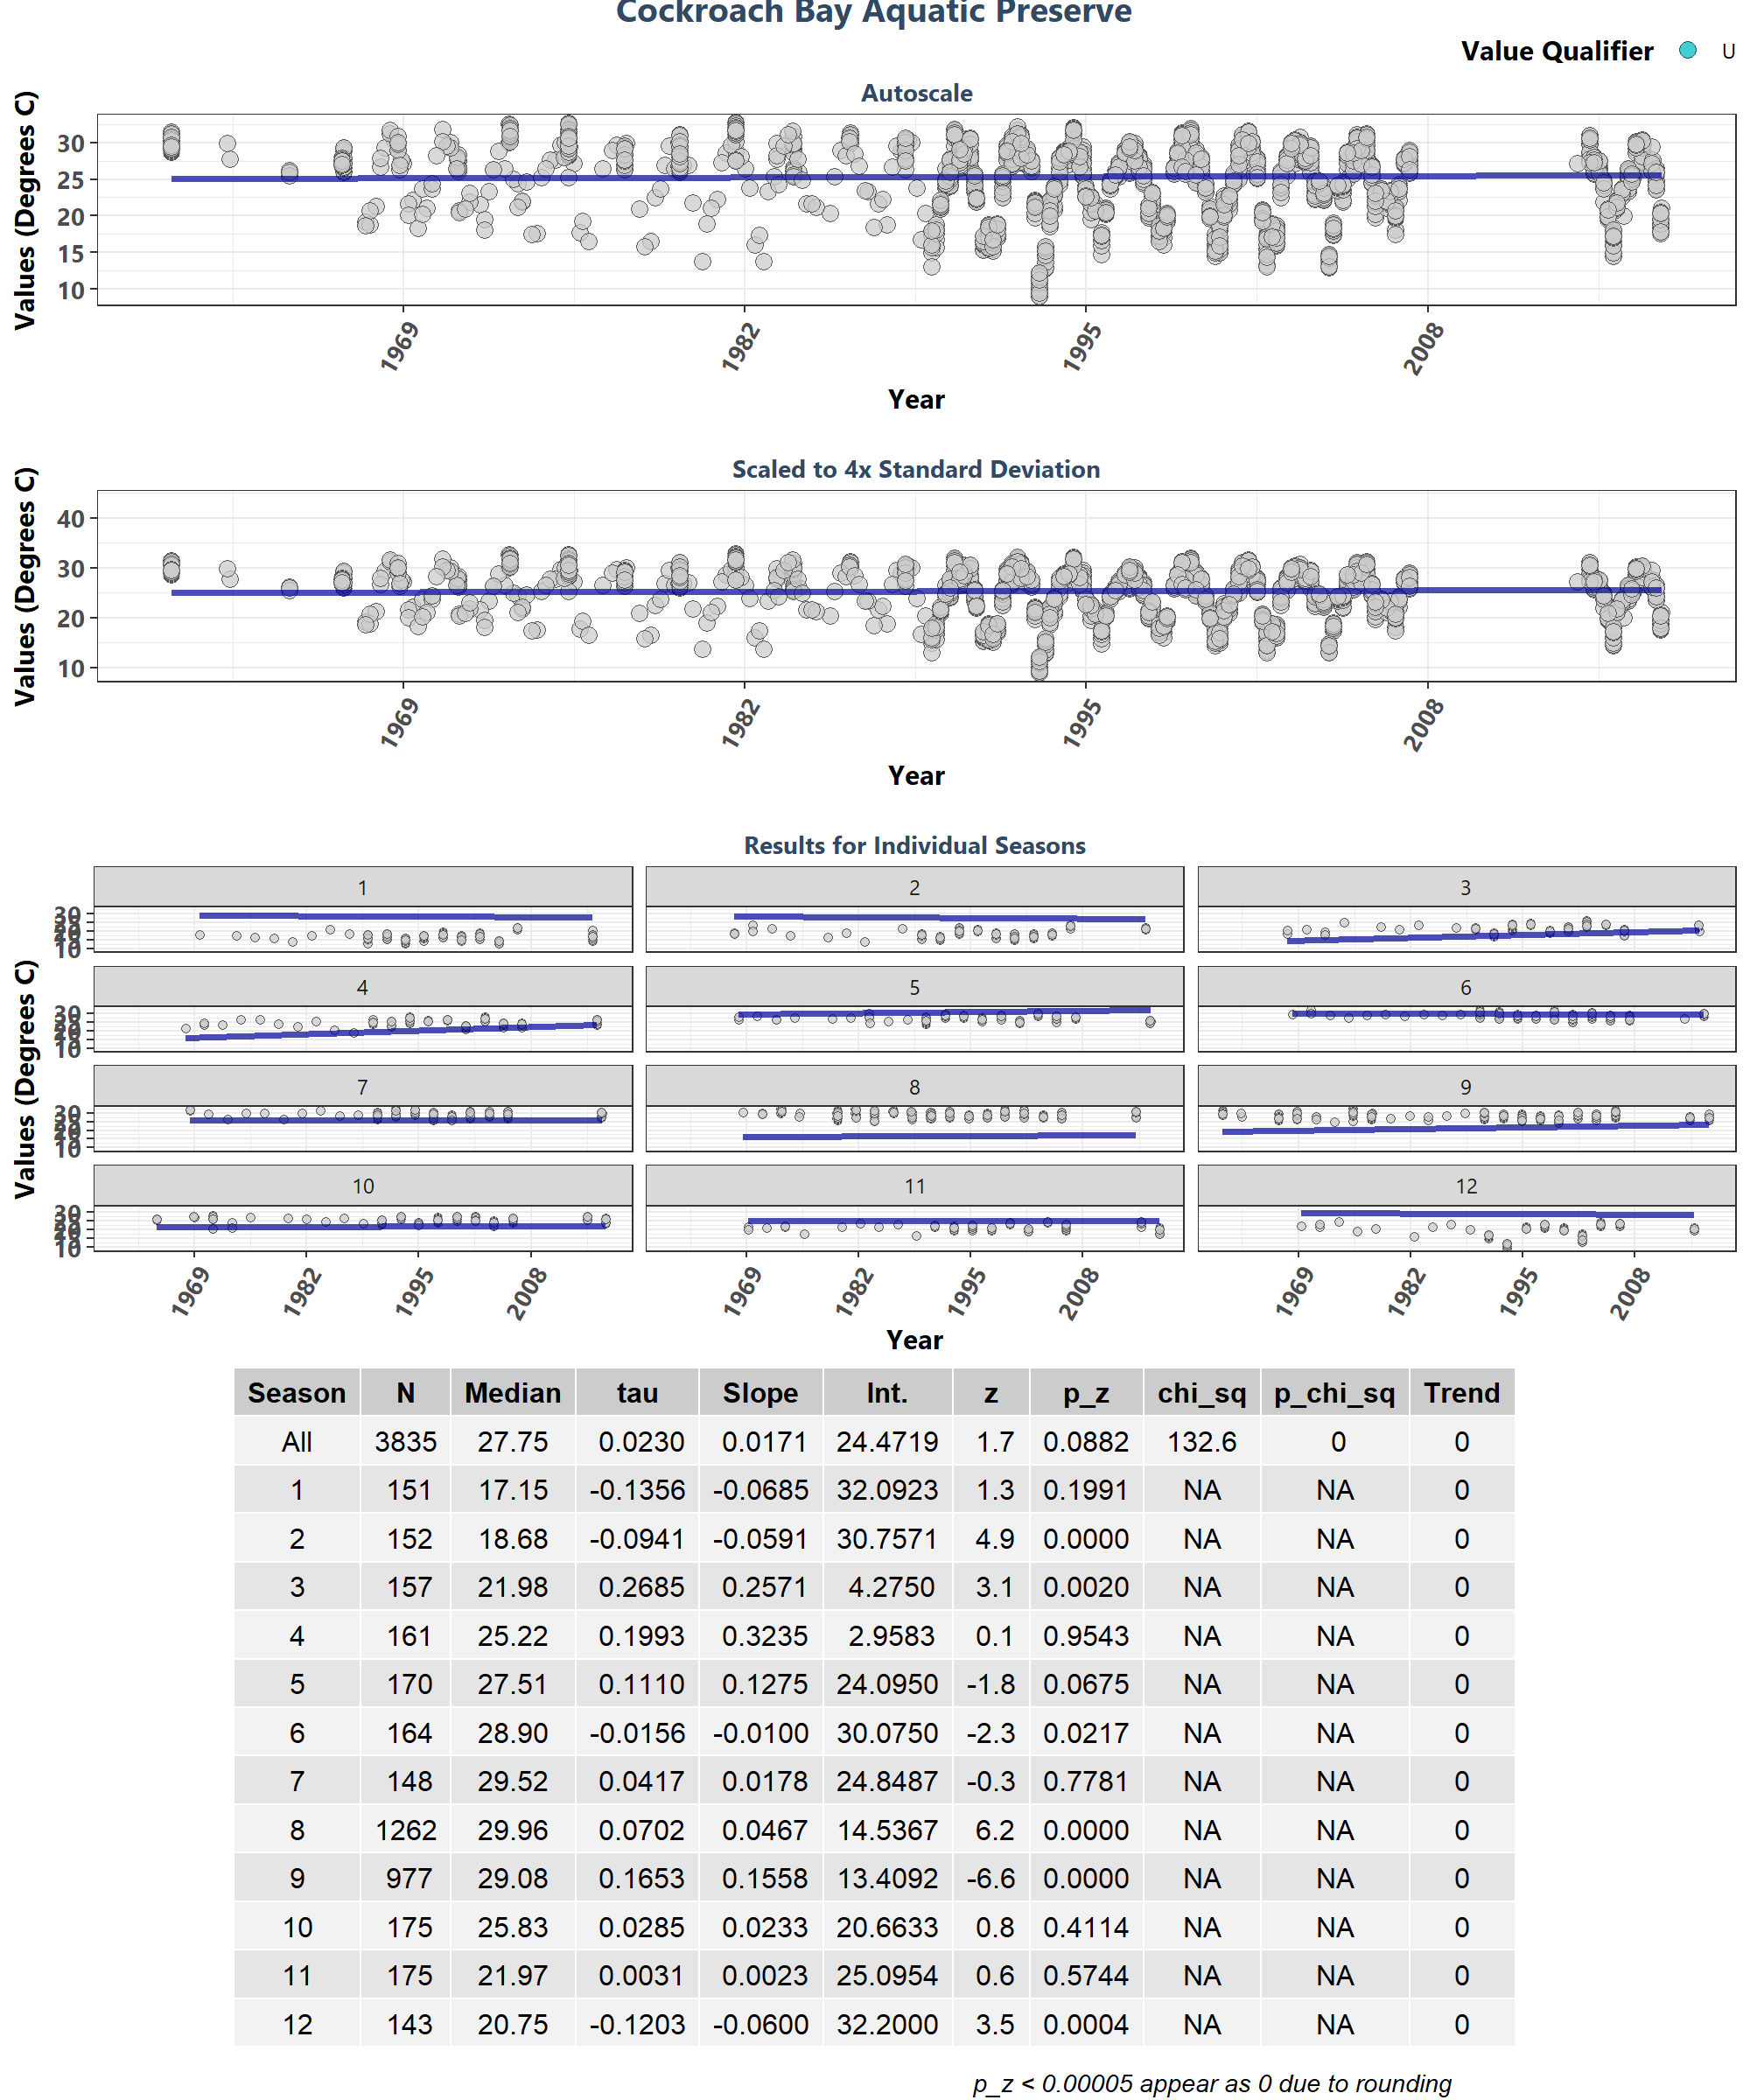 Cockroach Bay Aquatic Preserve
Value Qualifier U
Autoscale
Values (Degrees C)
30
25
20
15
10
1969 1982 1995 2008
Year
Scaled to 4x Standard Deviation
Values (Degrees C)
40
30
20
10
1969 1982 1995 2008
Year
Results for Individual Seasons
Values (Degrees C)
1 2 3
30
10
4 5 6
30
10
7 8 9
30
10
10 11 12
30
10
1969 1982 1995 2008 1969 1982 1995 2008 1969 1982 1995 2008
Year
Season N Median tau Slope Int. z p_z chi_sq p_chi_sq Trend
All 3835 27.75 0.0230 0.0171 24.4719 1.7 0.0882 132.6 0 0
1 151 17.15 -0.1356 -0.0685 32.0923 1.3 0.1991 NA NA 0
2 152 18.68 -0.0941 -0.0591 30.7571 4.9 0.0000 NA NA 0
3 157 21.98 0.2685 0.2571 4.2750 3.1 0.0020 NA NA 0
4 161 25.22 0.1993 0.3235 2.9583 0.1 0.9543 NA NA 0
5 170 27.51 0.1110 0.1275 24.0950 -1.8 0.0675 NA NA 0
6 164 28.90 -0.0156 -0.0100 30.0750 -2.3 0.0217 NA NA 0
7 148 29.52 0.0417 0.0178 24.8487 -0.3 0.7781 NA NA 0
8 1262 29.96 0.0702 0.0467 14.5367 6.2 0.0000 NA NA 0
9 977 29.08 0.1653 0.1558 13.4092 -6.6 0.0000 NA NA 0
10 175 25.83 0.0285 0.0233 20.6633 0.8 0.4114 NA NA 0
11 175 21.97 0.0031 0.0023 25.0954 0.6 0.5744 NA NA 0
12 143 20.75 -0.1203 -0.0600 32.2000 3.5 0.0004 NA NA 0
p_z < 0.00005 appear as 0 due to rounding